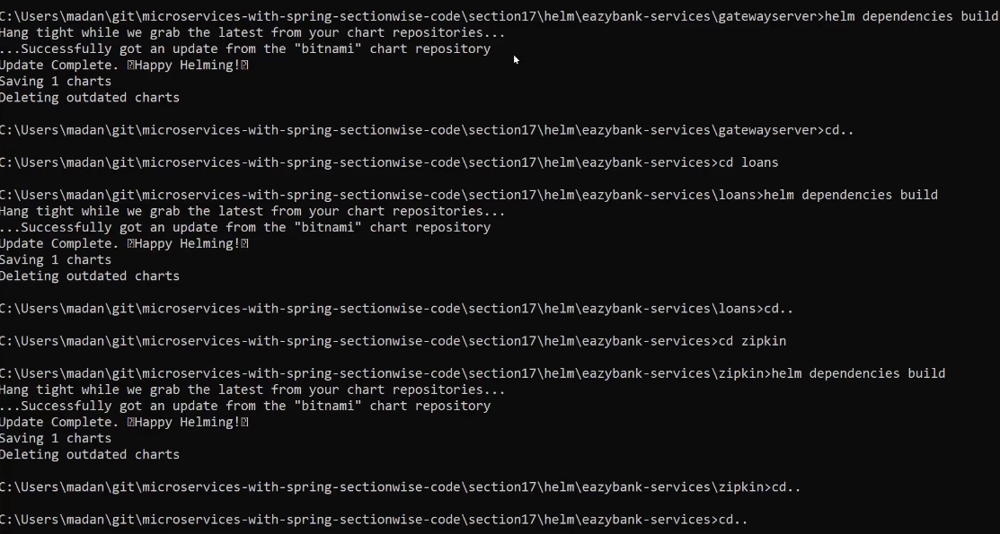 C:\Users\madan\git\microservices-with-spring-sectionwise-code\section17\helm\eazybank-services\gatewayserver>helm dependencies build
Hang tight while we grab the latest from your chart repositories...
...Successfully got an update from the "bitnami" chart repository
Update Complete. ⍰Happy Helming!⍰
Saving 1 charts
Deleting outdated charts
C:\Users\madan\git\microservices-with-spring-sectionwise-code\section17\helm\eazybank-services\gatewayserver>cd..
C:\Users\madan\git\microservices-with-spring-sectionwise-code\section17\helm\eazybank-services>cd loans
C:\Users\madan\git\microservices-with-spring-sectionwise-code\section17\helm\eazybank-services\loans>helm dependencies build
Hang tight while we grab the latest from your chart repositories...
...Successfully got an update from the "bitnami" chart repository
Update Complete. ⍰Happy Helming!⍰
Saving 1 charts
Deleting outdated charts
C:\Users\madan\git\microservices-with-spring-sectionwise-code\section17\helm\eazybank-services\loans>cd..
C:\Users\madan\git\microservices-with-spring-sectionwise-code\section17\helm\eazybank-services>cd zipkin
C:\Users\madan\git\microservices-with-spring-sectionwise-code\section17\helm\eazybank-services\zipkin>helm dependencies build
Hang tight while we grab the latest from your chart repositories...
...Successfully got an update from the "bitnami" chart repository
Update Complete. ⍰Happy Helming!⍰
Saving 1 charts
Deleting outdated charts
C:\Users\madan\git\microservices-with-spring-sectionwise-code\section17\helm\eazybank-services\zipkin>cd..
C:\Users\madan\git\microservices-with-spring-sectionwise-code\section17\helm\eazybank-services>cd..